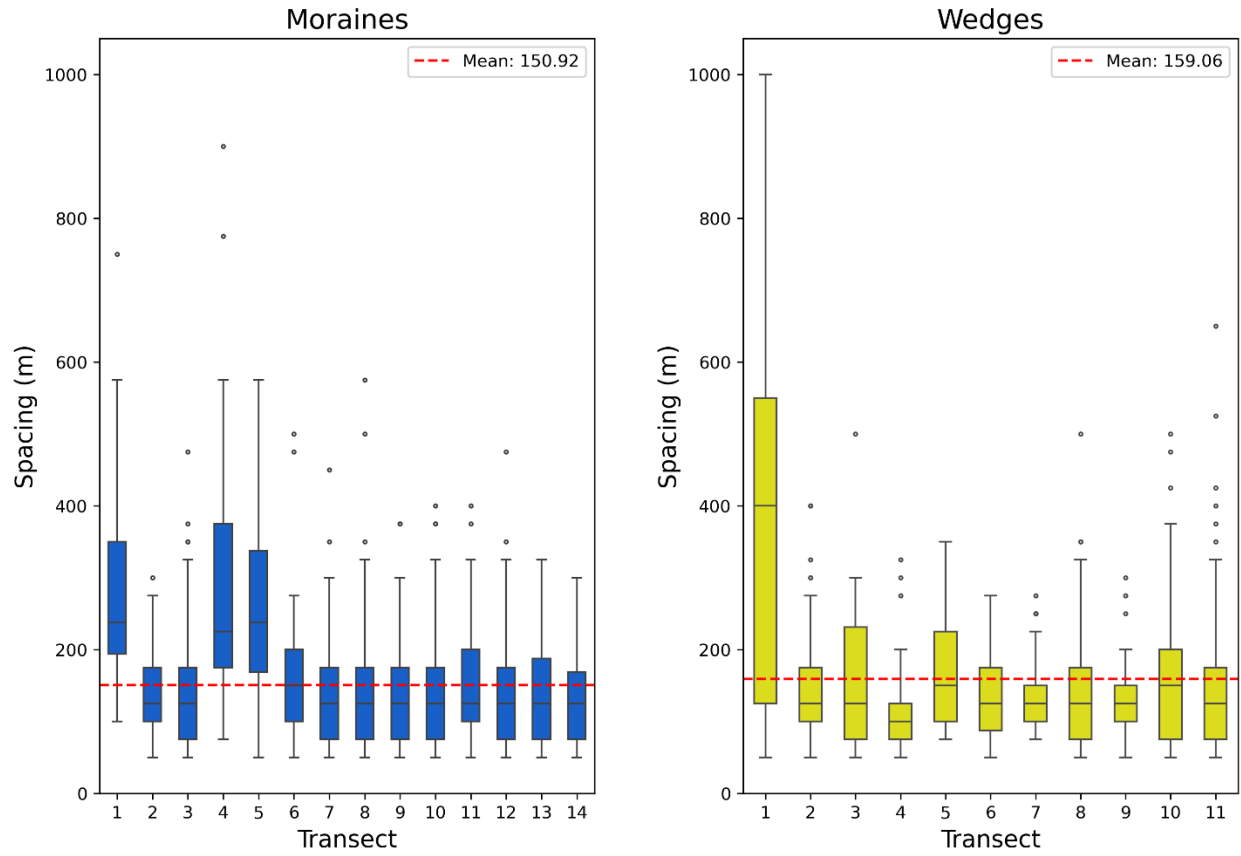 Moraines
Mean: 150.92
1000
800
600
400
200
0
Spacing (m)
1 2 3 4 5 6 7 8 9 10 11 12 13 14
Transect
Wedges
Mean: 159.06
1000
800
600
400
200
0
Spacing (m)
1 2 3 4 5 6 7 8 9 10 11
Transect